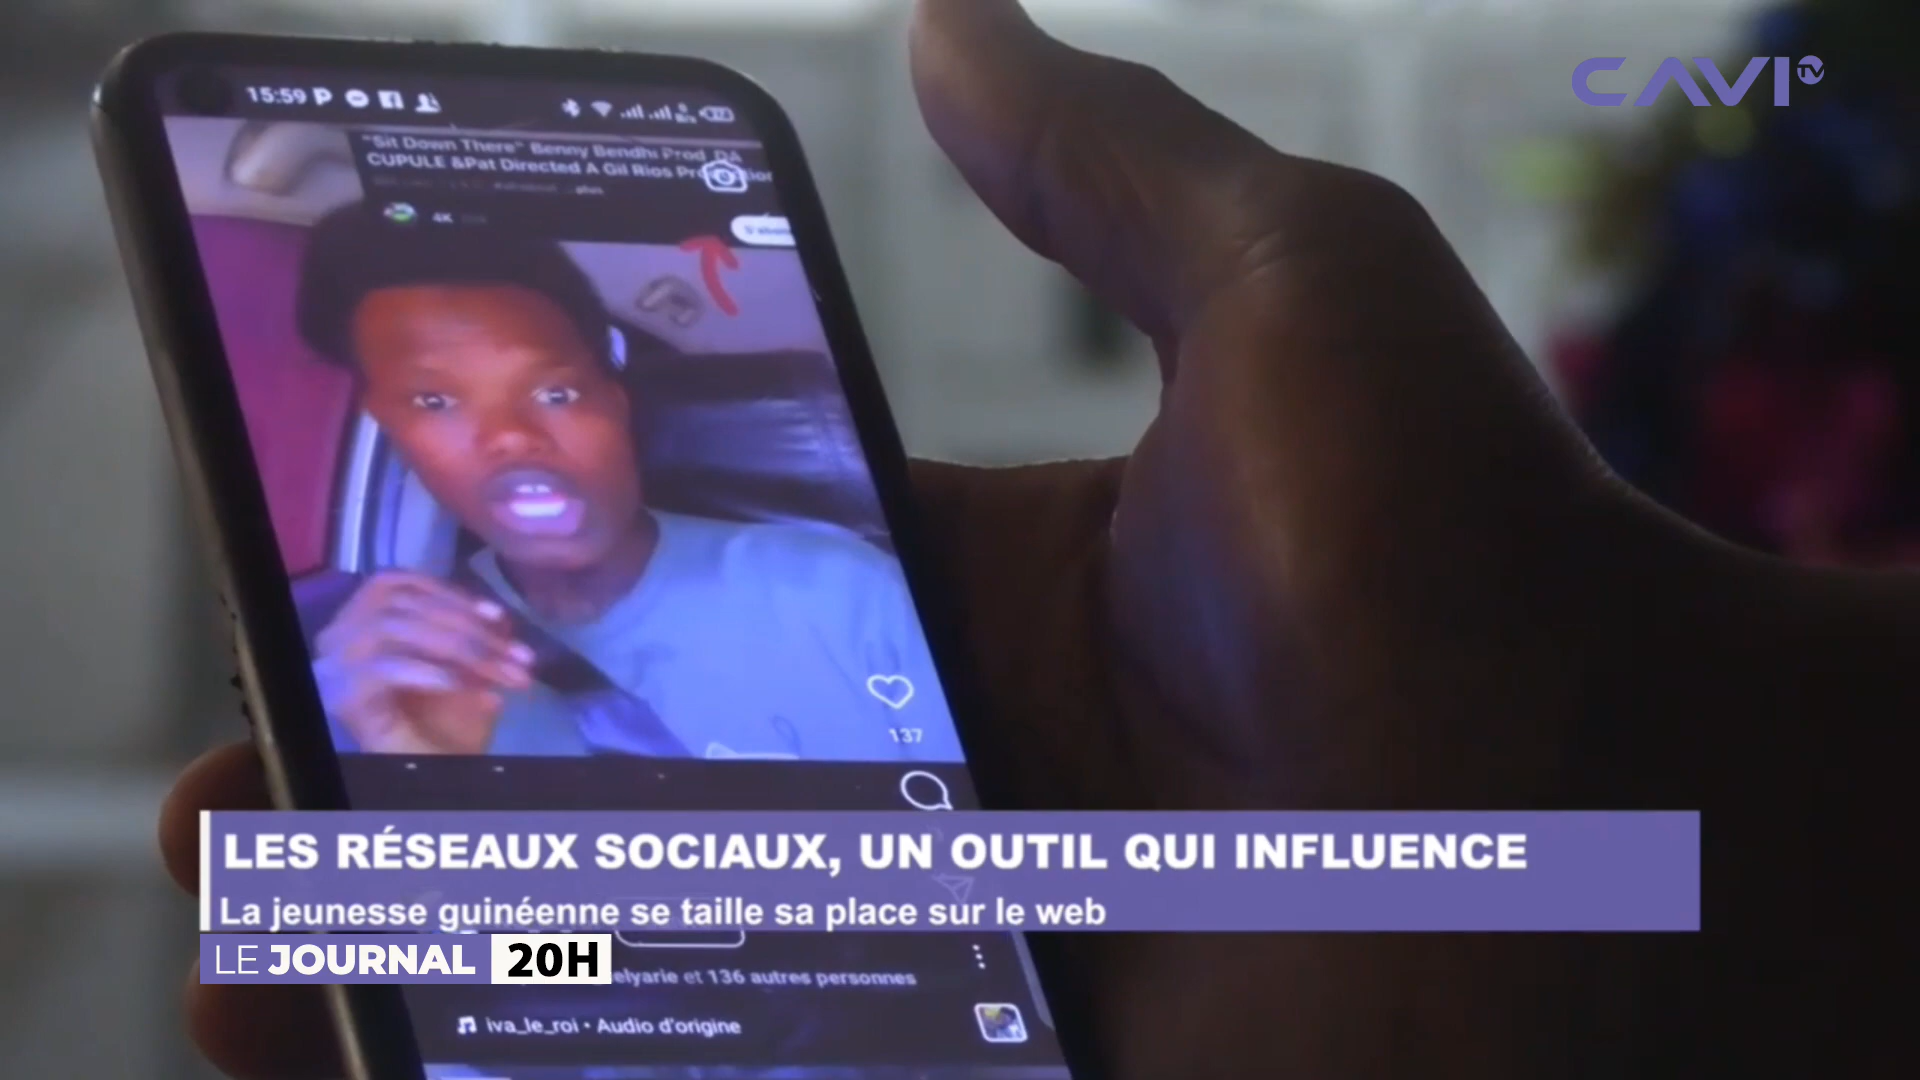 CAVI TV
15:59
"Sit Down There" Benny Bendhi Prod DA
CUPULE &Pat Directed A Gil Rios
plus
4K
137
LES RÉSEAUX SOCIAUX, UN OUTIL QUI INFLUENCE
La jeunesse guinéenne se taille sa place sur le web
LE JOURNAL 20H
et 136 autres personnes
iva_le_roi • Audio d'origine